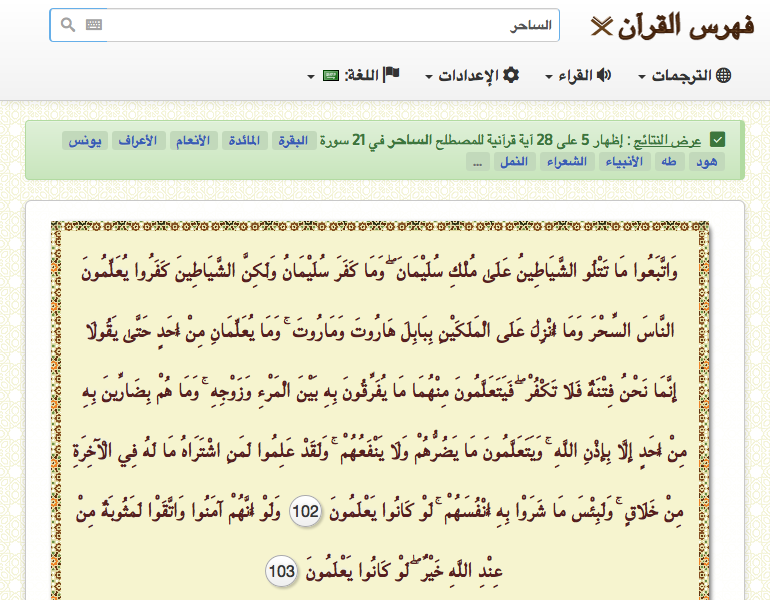 فهرس القرآن
الساحر
الترجمات القراء الإعدادات اللغة:
عرض النتائج : إظهار 5 على 28 آية قرآنية للمصطلح الساحر في 21 سورة البقرة المائدة الأنعام الأعراف يونس
هود طه الأنبياء الشعراء النمل ...
وَاتَّبَعُوا مَا تَتْلُو الشَّيَاطِينُ عَلَىٰ مُلْكِ سُلَيْمَانَ ۖ وَمَا كَفَرَ سُلَيْمَانُ وَلَٰكِنَّ الشَّيَاطِينَ كَفَرُوا يُعَلِّمُونَ
النَّاسَ السِّحْرَ وَمَا أُنْزِلَ عَلَى الْمَلَكَيْنِ بِبَابِلَ هَارُوتَ وَمَارُوتَ ۚ وَمَا يُعَلِّمَانِ مِنْ أَحَدٍ حَتَّىٰ يَقُولَا
إِنَّمَا نَحْنُ فِتْنَةٌ فَلَا تَكْفُرْ ۖ فَيَتَعَلَّمُونَ مِنْهُمَا مَا يُفَرِّقُونَ بِهِ بَيْنَ الْمَرْءِ وَزَوْجِهِ ۚ وَمَا هُمْ بِضَارِّينَ بِهِ
مِنْ أَحَدٍ إِلَّا بِإِذْنِ اللَّهِ ۚ وَيَتَعَلَّمُونَ مَا يَضُرُّهُمْ وَلَا يَنْفَعُهُمْ ۚ وَلَقَدْ عَلِمُوا لَمَنِ اشْتَرَاهُ مَا لَهُ فِي الْآخِرَةِ
مِنْ خَلَاقٍ ۚ وَلَبِئْسَ مَا شَرَوْا بِهِ أَنْفُسَهُمْ ۚ لَوْ كَانُوا يَعْلَمُونَ 102 وَلَوْ أَنَّهُمْ آمَنُوا وَاتَّقَوْا لَمَثُوبَةٌ مِنْ
عِنْدِ اللَّهِ خَيْرٌ ۖ لَوْ كَانُوا يَعْلَمُونَ 103